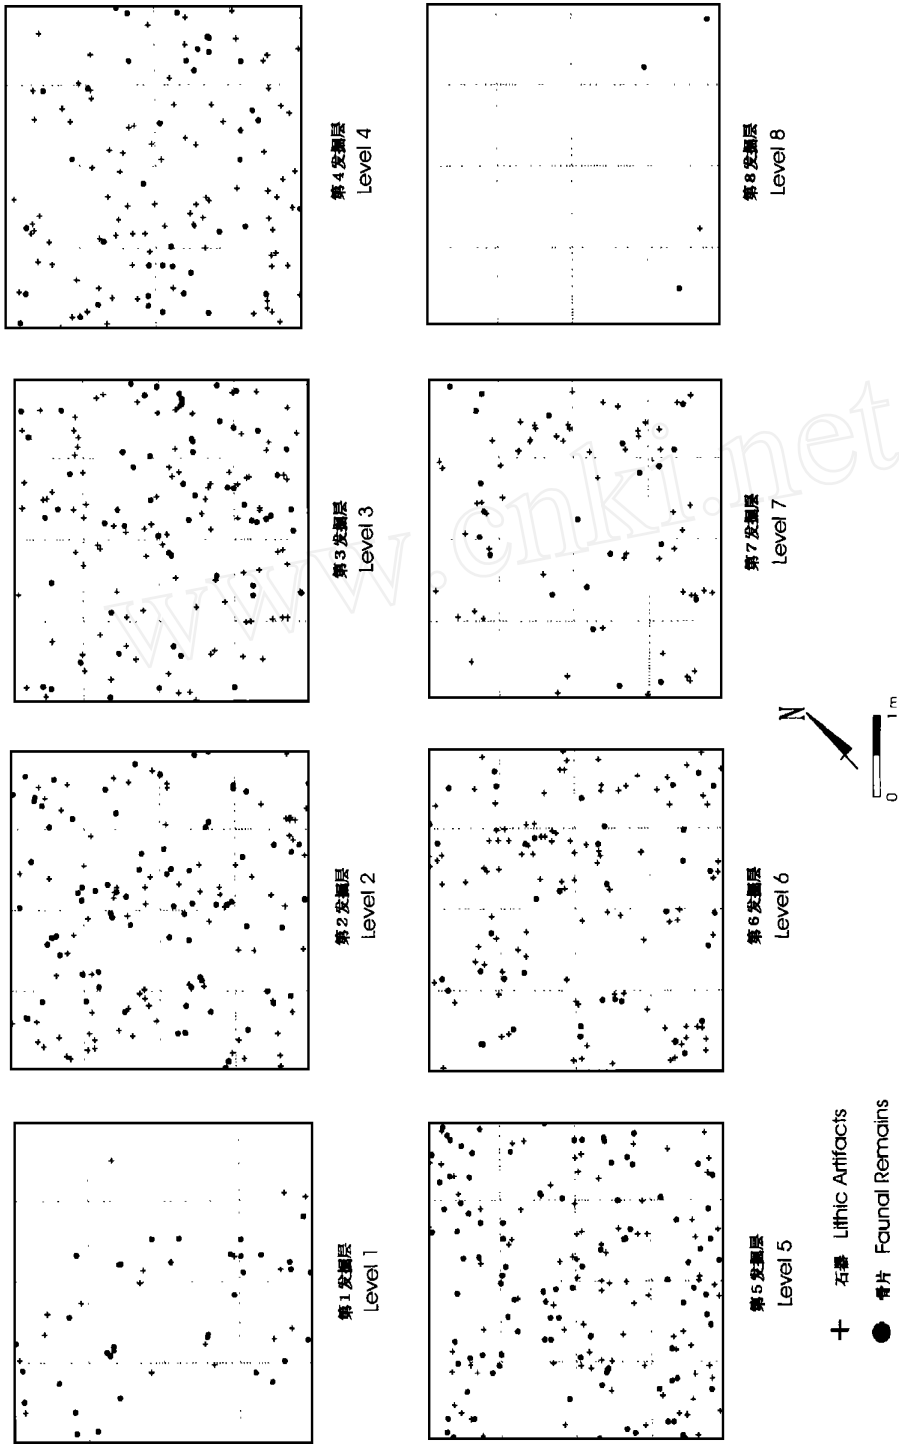 第1发掘层
Level 1
第2发掘层
Level 2
第3发掘层
Level 3
第4发掘层
Level 4
第5发掘层
Level 5
第6发掘层
Level 6
第7发掘层
Level 7
第8发掘层
Level 8
石器 Lithic Artifacts
骨片 Faunal Remains
N
0 1 m
www.cnki.net